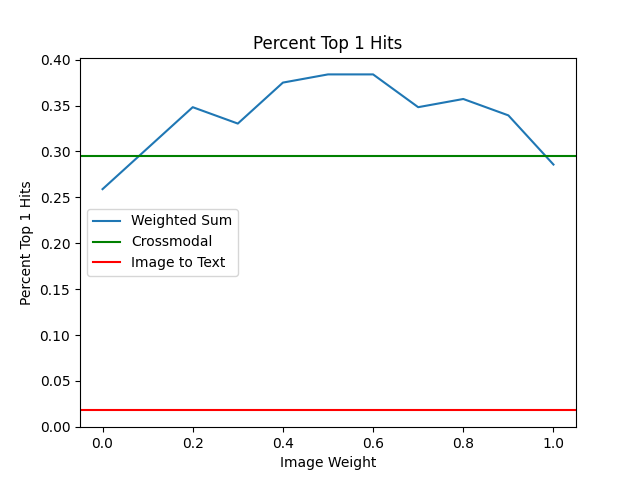 Percent Top 1 Hits
0.40
0.35
0.30
0.25
0.20
0.15
0.10
0.05
0.00
Percent Top 1 Hits
Weighted Sum
Crossmodal
Image to Text
0.0 0.2 0.4 0.6 0.8 1.0
Image Weight